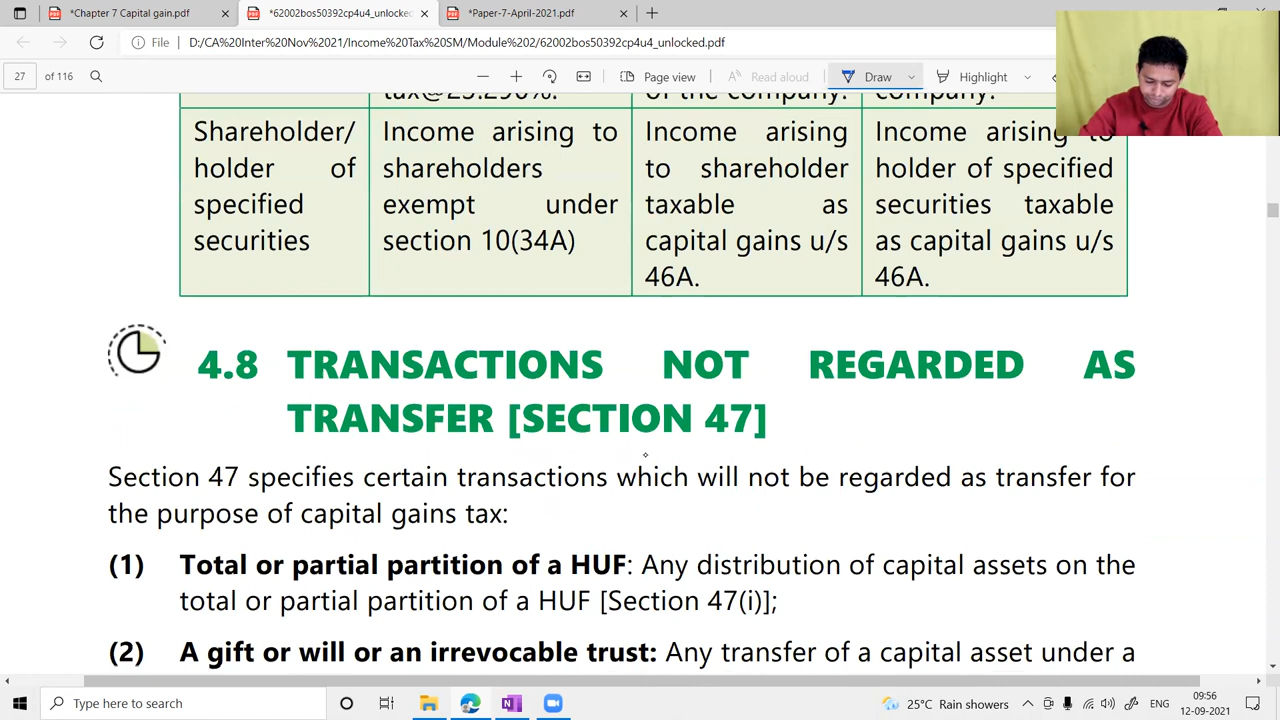 *Chapter 7 Capital gain.pdf
*62002bos50392cp4u4_unlocked
*Paper-7-April-2021.pdf
File
D:/CA%20Inter%20Nov%2021/Income%20Tax%20SM/Module%202/62002bos50392cp4u4_unlocked.pdf
27 of 116
Page view
Read aloud
Draw
Highlight
of the company.
company.
Shareholder/ holder of specified securities
Income arising to shareholders exempt under section 10(34A)
Income arising to shareholder taxable as capital gains u/s 46A.
Income arising to holder of specified securities taxable as capital gains u/s 46A.
4.8 TRANSACTIONS NOT REGARDED AS
TRANSFER [SECTION 47]
Section 47 specifies certain transactions which will not be regarded as transfer for
the purpose of capital gains tax:
(1) Total or partial partition of a HUF: Any distribution of capital assets on the
total or partial partition of a HUF [Section 47(i)];
(2) A gift or will or an irrevocable trust: Any transfer of a capital asset under a
Type here to search
25°C Rain showers
ENG
09:56
12-09-2021